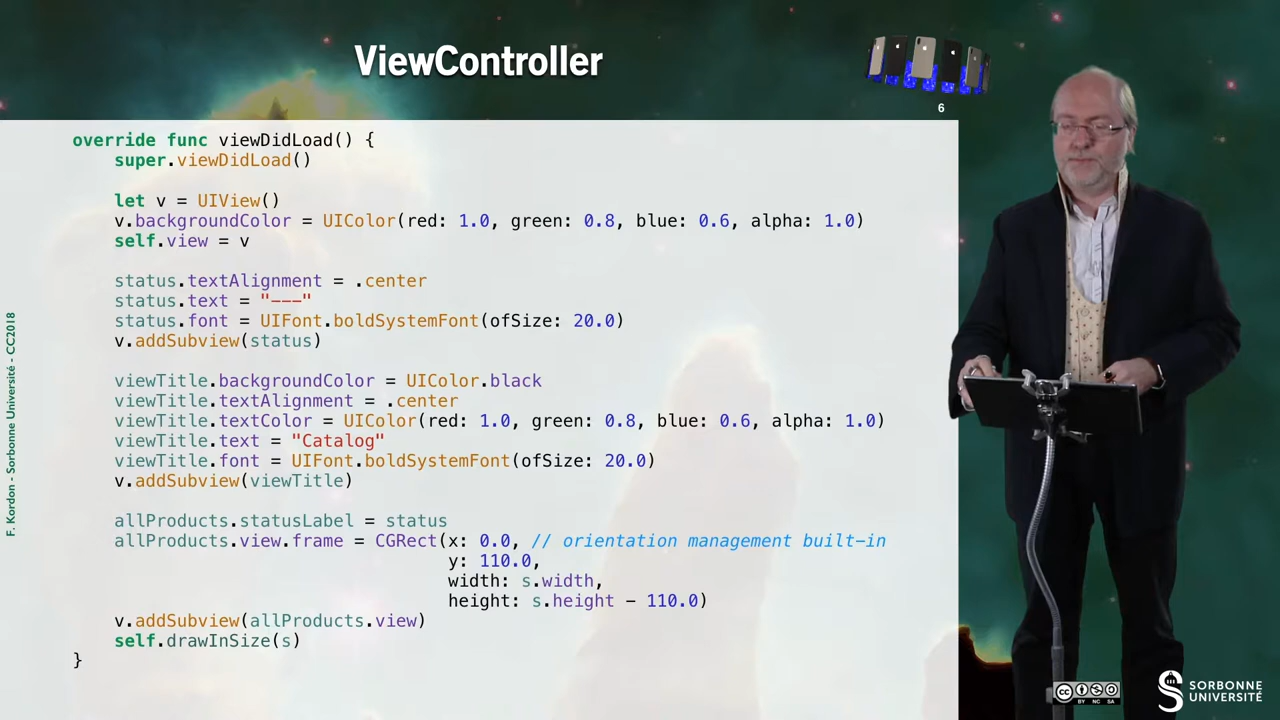 ViewController
6
override func viewDidLoad() {
super.viewDidLoad()
let v = UIView()
v.backgroundColor = UIColor(red: 1.0, green: 0.8, blue: 0.6, alpha: 1.0)
self.view = v
status.textAlignment = .center
status.text = "---"
status.font = UIFont.boldSystemFont(ofSize: 20.0)
v.addSubview(status)
viewTitle.backgroundColor = UIColor.black
viewTitle.textAlignment = .center
viewTitle.textColor = UIColor(red: 1.0, green: 0.8, blue: 0.6, alpha: 1.0)
viewTitle.text = "Catalog"
viewTitle.font = UIFont.boldSystemFont(ofSize: 20.0)
v.addSubview(viewTitle)
allProducts.statusLabel = status
allProducts.view.frame = CGRect(x: 0.0, // orientation management built-in
y: 110.0,
width: s.width,
height: s.height - 110.0)
v.addSubview(allProducts.view)
self.drawInSize(s)
}
F. Kordon - Sorbonne Université - CC2018
CC
BY NC SA
SORBONNE
UNIVERSITÉ